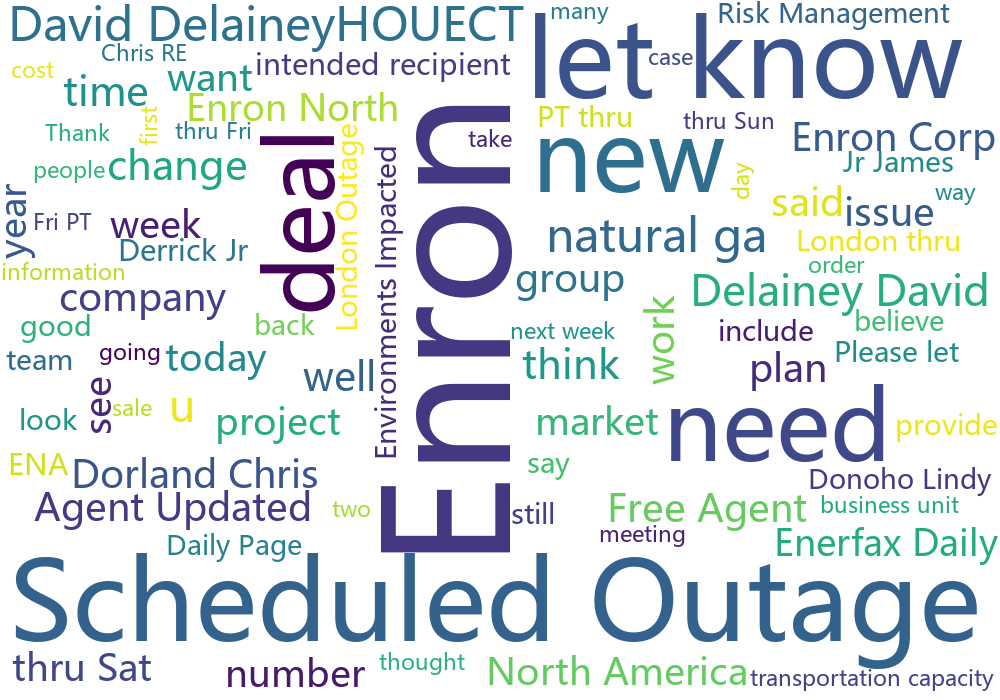 David DelaineyHOUECT
many
Risk Management
let know
Chris RE
case
cost
want
intended recipient
time
Enron North
first
PT thru
thru Sun
Thank
thru Fri
deal
London Outage
Enron
take
new
Enron Corp
people
change
Environments Impacted
Jr James
day
way
year
Fri PT
week
said
issue
Derrick Jr
natural ga
London thru
information
group
order
company
Delainey David
good
back
next week
work
include
believe
team
going
today
well
think
plan
Please let
see
look
sale
u
project
market
need
provide
ENA
Dorland Chris
say
Donoho Lindy
Agent Updated
two
still
Free Agent
business unit
Daily Page
meeting
Enerfax Daily
Scheduled Outage
thru Sat
number
thought
North America
transportation capacity